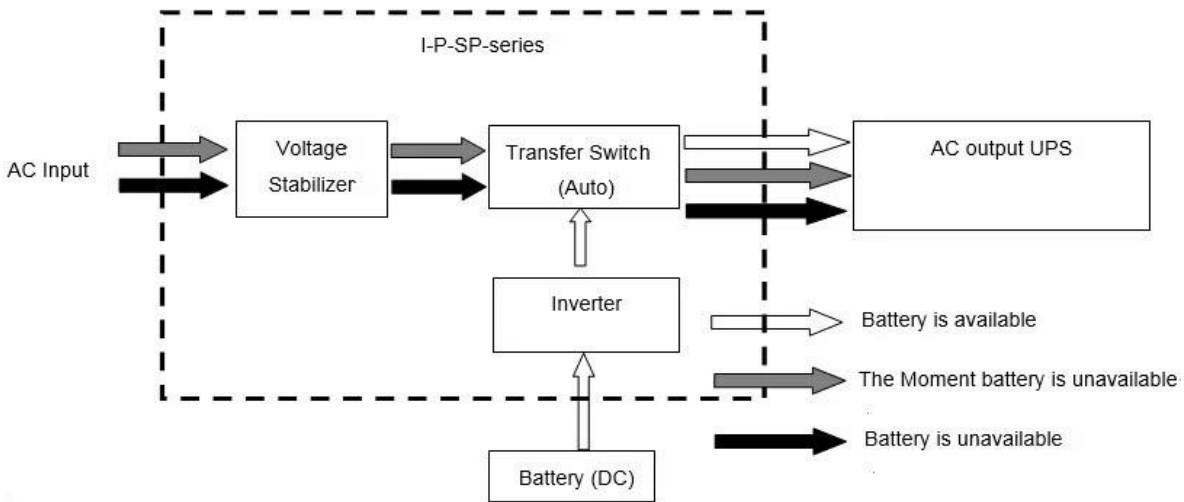 I-P-SP-series
AC Input
Voltage
Stabilizer
Transfer Switch
(Auto)
AC output UPS
Inverter
Battery is available
The Moment battery is unavailable
Battery is unavailable
Battery (DC)